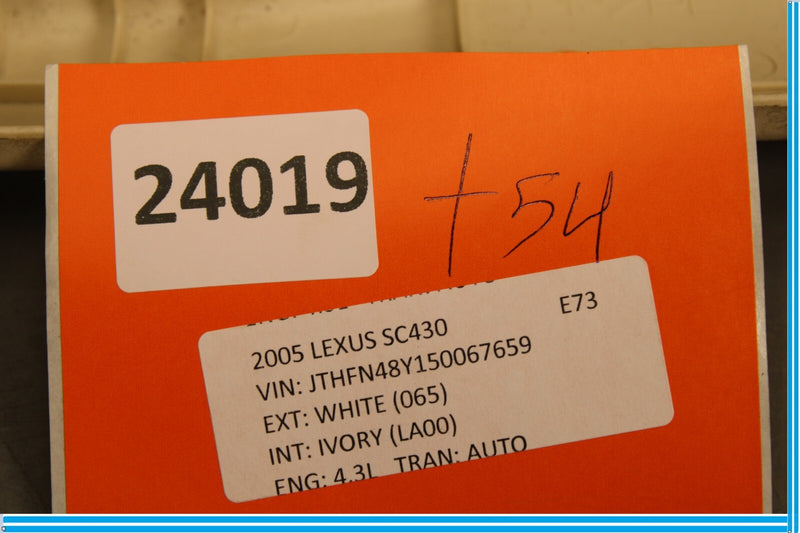 24019
+54
E73
2005 LEXUS SC430
VIN: JTHFN48Y150067659
EXT: WHITE (065)
INT: IVORY (LA00)
ENG: 4.3L TRAN: AUTO